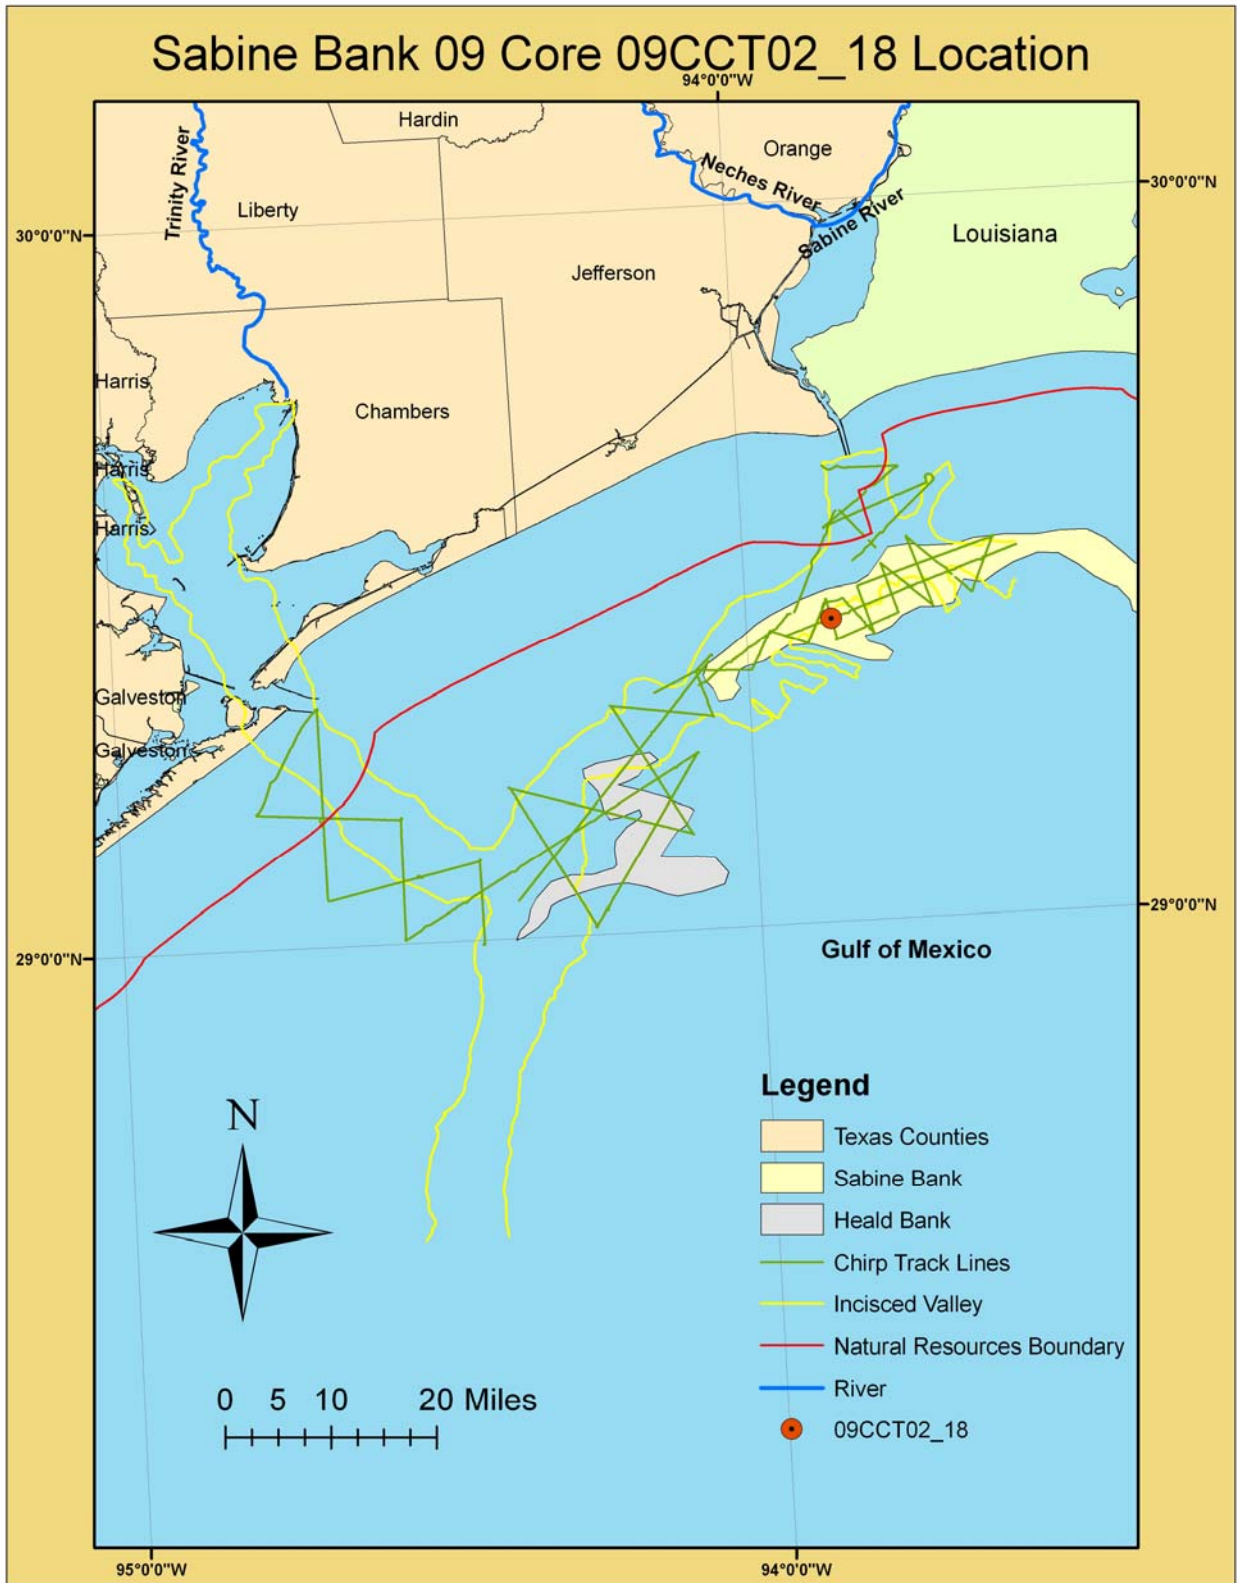 Sabine Bank 09 Core 09CCT02_18 Location
94°0'0"W
Hardin
Orange
Trinity River
Neches River
30°0'0"N
Liberty
Sabine River
30°0'0"N
Louisiana
Jefferson
Harris
Chambers
Harris
Harris
Galveston
Galveston
29°0'0"N
Gulf of Mexico
29°0'0"N
Legend
N
Texas Counties
Sabine Bank
Heald Bank
Chirp Track Lines
Incisced Valley
Natural Resources Boundary
River
0 5 10 20 Miles
09CCT02_18
95°0'0"W
94°0'0"W